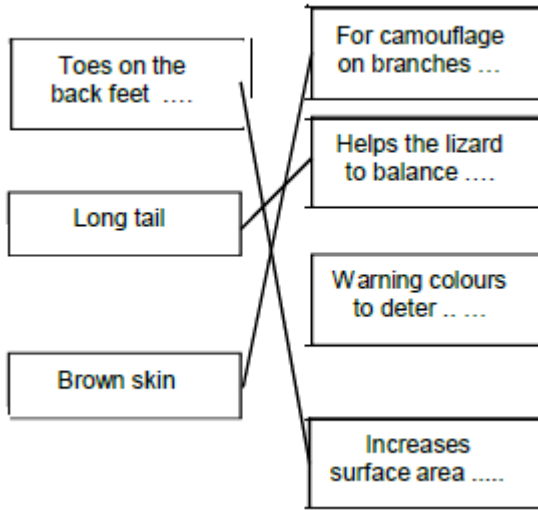 Toes on the
back feet ....
Long tail
Brown skin
For camouflage
on branches ...
Helps the lizard
to balance ....
Warning colours
to deter .. ...
Increases
surface area .....